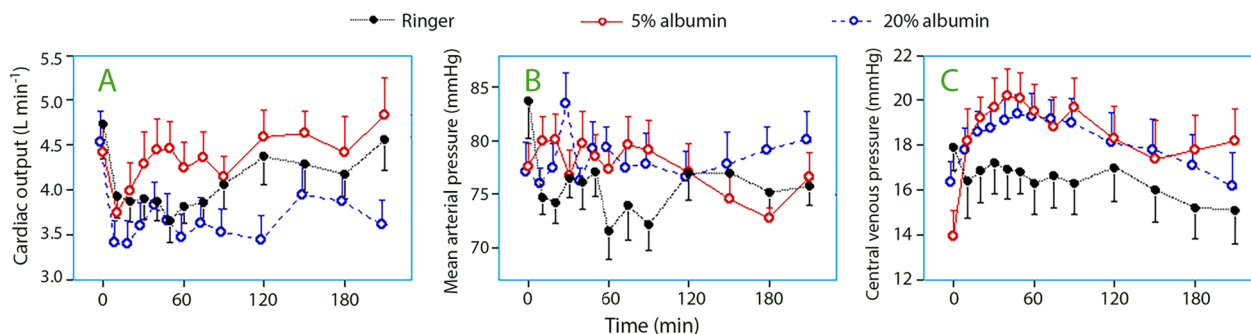 Ringer 5% albumin 20% albumin
A
Cardiac output (L min⁻¹)
5.5
5.0
4.5
4.0
3.5
3.0
0 60 120 180
B
Mean arterial pressure (mmHg)
85
80
75
70
0 60 120 180
Time (min)
C
Central venous pressure (mmHg)
22
20
18
16
14
12
0 60 120 180